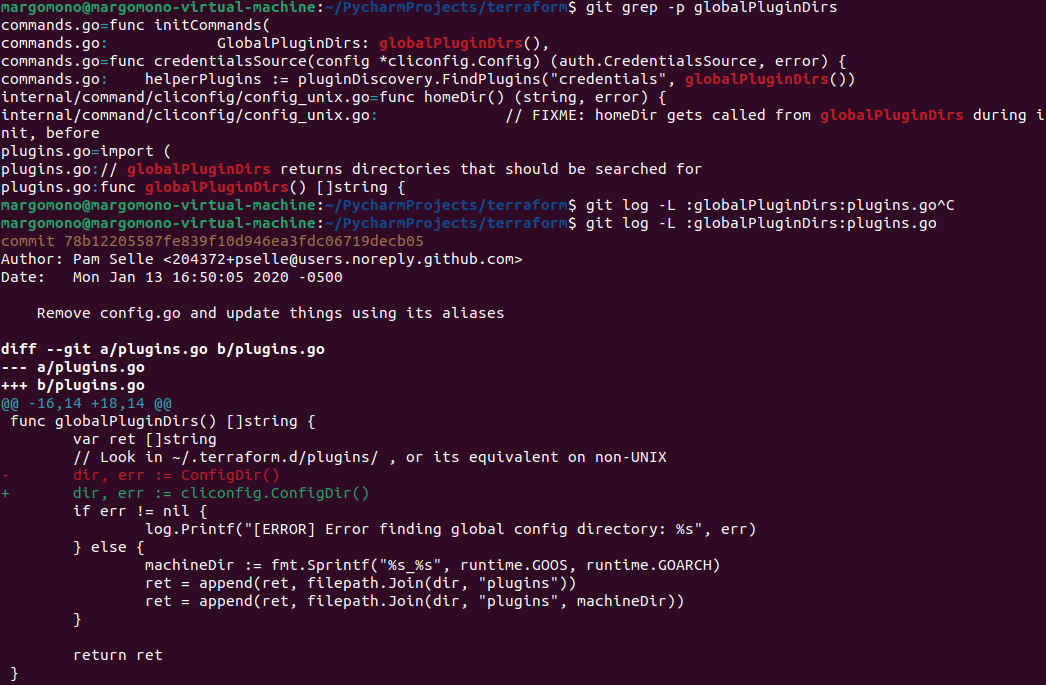 margomono@margomono-virtual-machine:~/PycharmProjects/terraform$ git grep -p globalPluginDirs
commands.go=func initCommands(
commands.go:            GlobalPluginDirs: globalPluginDirs(),
commands.go=func credentialsSource(config *cliconfig.Config) (auth.CredentialsSource, error) {
commands.go:    helperPlugins := pluginDiscovery.FindPlugins("credentials", globalPluginDirs())
internal/command/cliconfig/config_unix.go=func homeDir() (string, error) {
internal/command/cliconfig/config_unix.go:              // FIXME: homeDir gets called from globalPluginDirs during i
nit, before
plugins.go=import (
plugins.go:// globalPluginDirs returns directories that should be searched for
plugins.go:func globalPluginDirs() []string {
margomono@margomono-virtual-machine:~/PycharmProjects/terraform$ git log -L :globalPluginDirs:plugins.go^C
margomono@margomono-virtual-machine:~/PycharmProjects/terraform$ git log -L :globalPluginDirs:plugins.go
commit 78b12205587fe839f10d946ea3fdc06719decb05
Author: Pam Selle <204372+pselle@users.noreply.github.com>
Date:   Mon Jan 13 16:50:05 2020 -0500

    Remove config.go and update things using its aliases

diff --git a/plugins.go b/plugins.go
--- a/plugins.go
+++ b/plugins.go
@@ -16,14 +18,14 @@
 func globalPluginDirs() []string {
        var ret []string
        // Look in ~/.terraform.d/plugins/ , or its equivalent on non-UNIX
-       dir, err := ConfigDir()
+       dir, err := cliconfig.ConfigDir()
        if err != nil {
                log.Printf("[ERROR] Error finding global config directory: %s", err)
        } else {
                machineDir := fmt.Sprintf("%s_%s", runtime.GOOS, runtime.GOARCH)
                ret = append(ret, filepath.Join(dir, "plugins"))
                ret = append(ret, filepath.Join(dir, "plugins", machineDir))
        }

        return ret
 }